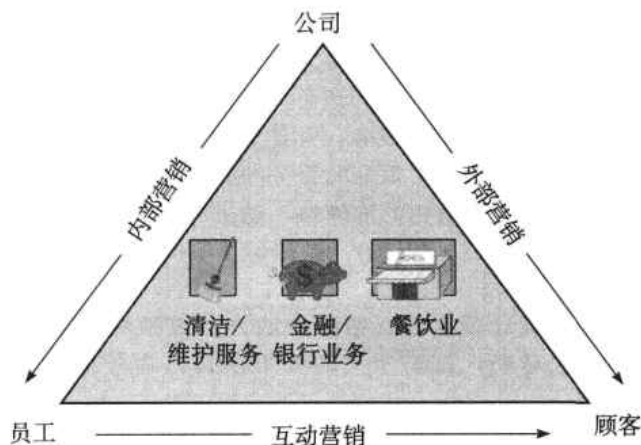 公司
内部营销
外部营销
清洁/
维护服务
金融/
银行业务
餐饮业
员工
互动营销
顾客